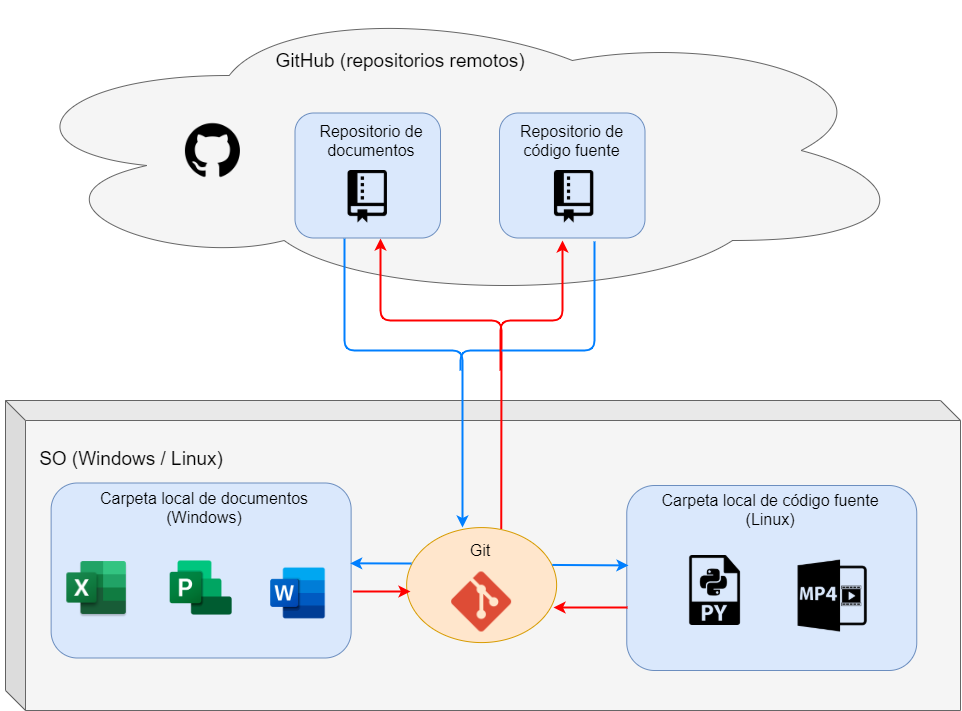 GitHub (repositorios remotos)
Repositorio de
documentos
Repositorio de
código fuente
SO (Windows / Linux)
Carpeta local de documentos
(Windows)
X
P
W
Git
Carpeta local de código fuente
(Linux)
PY
MP4